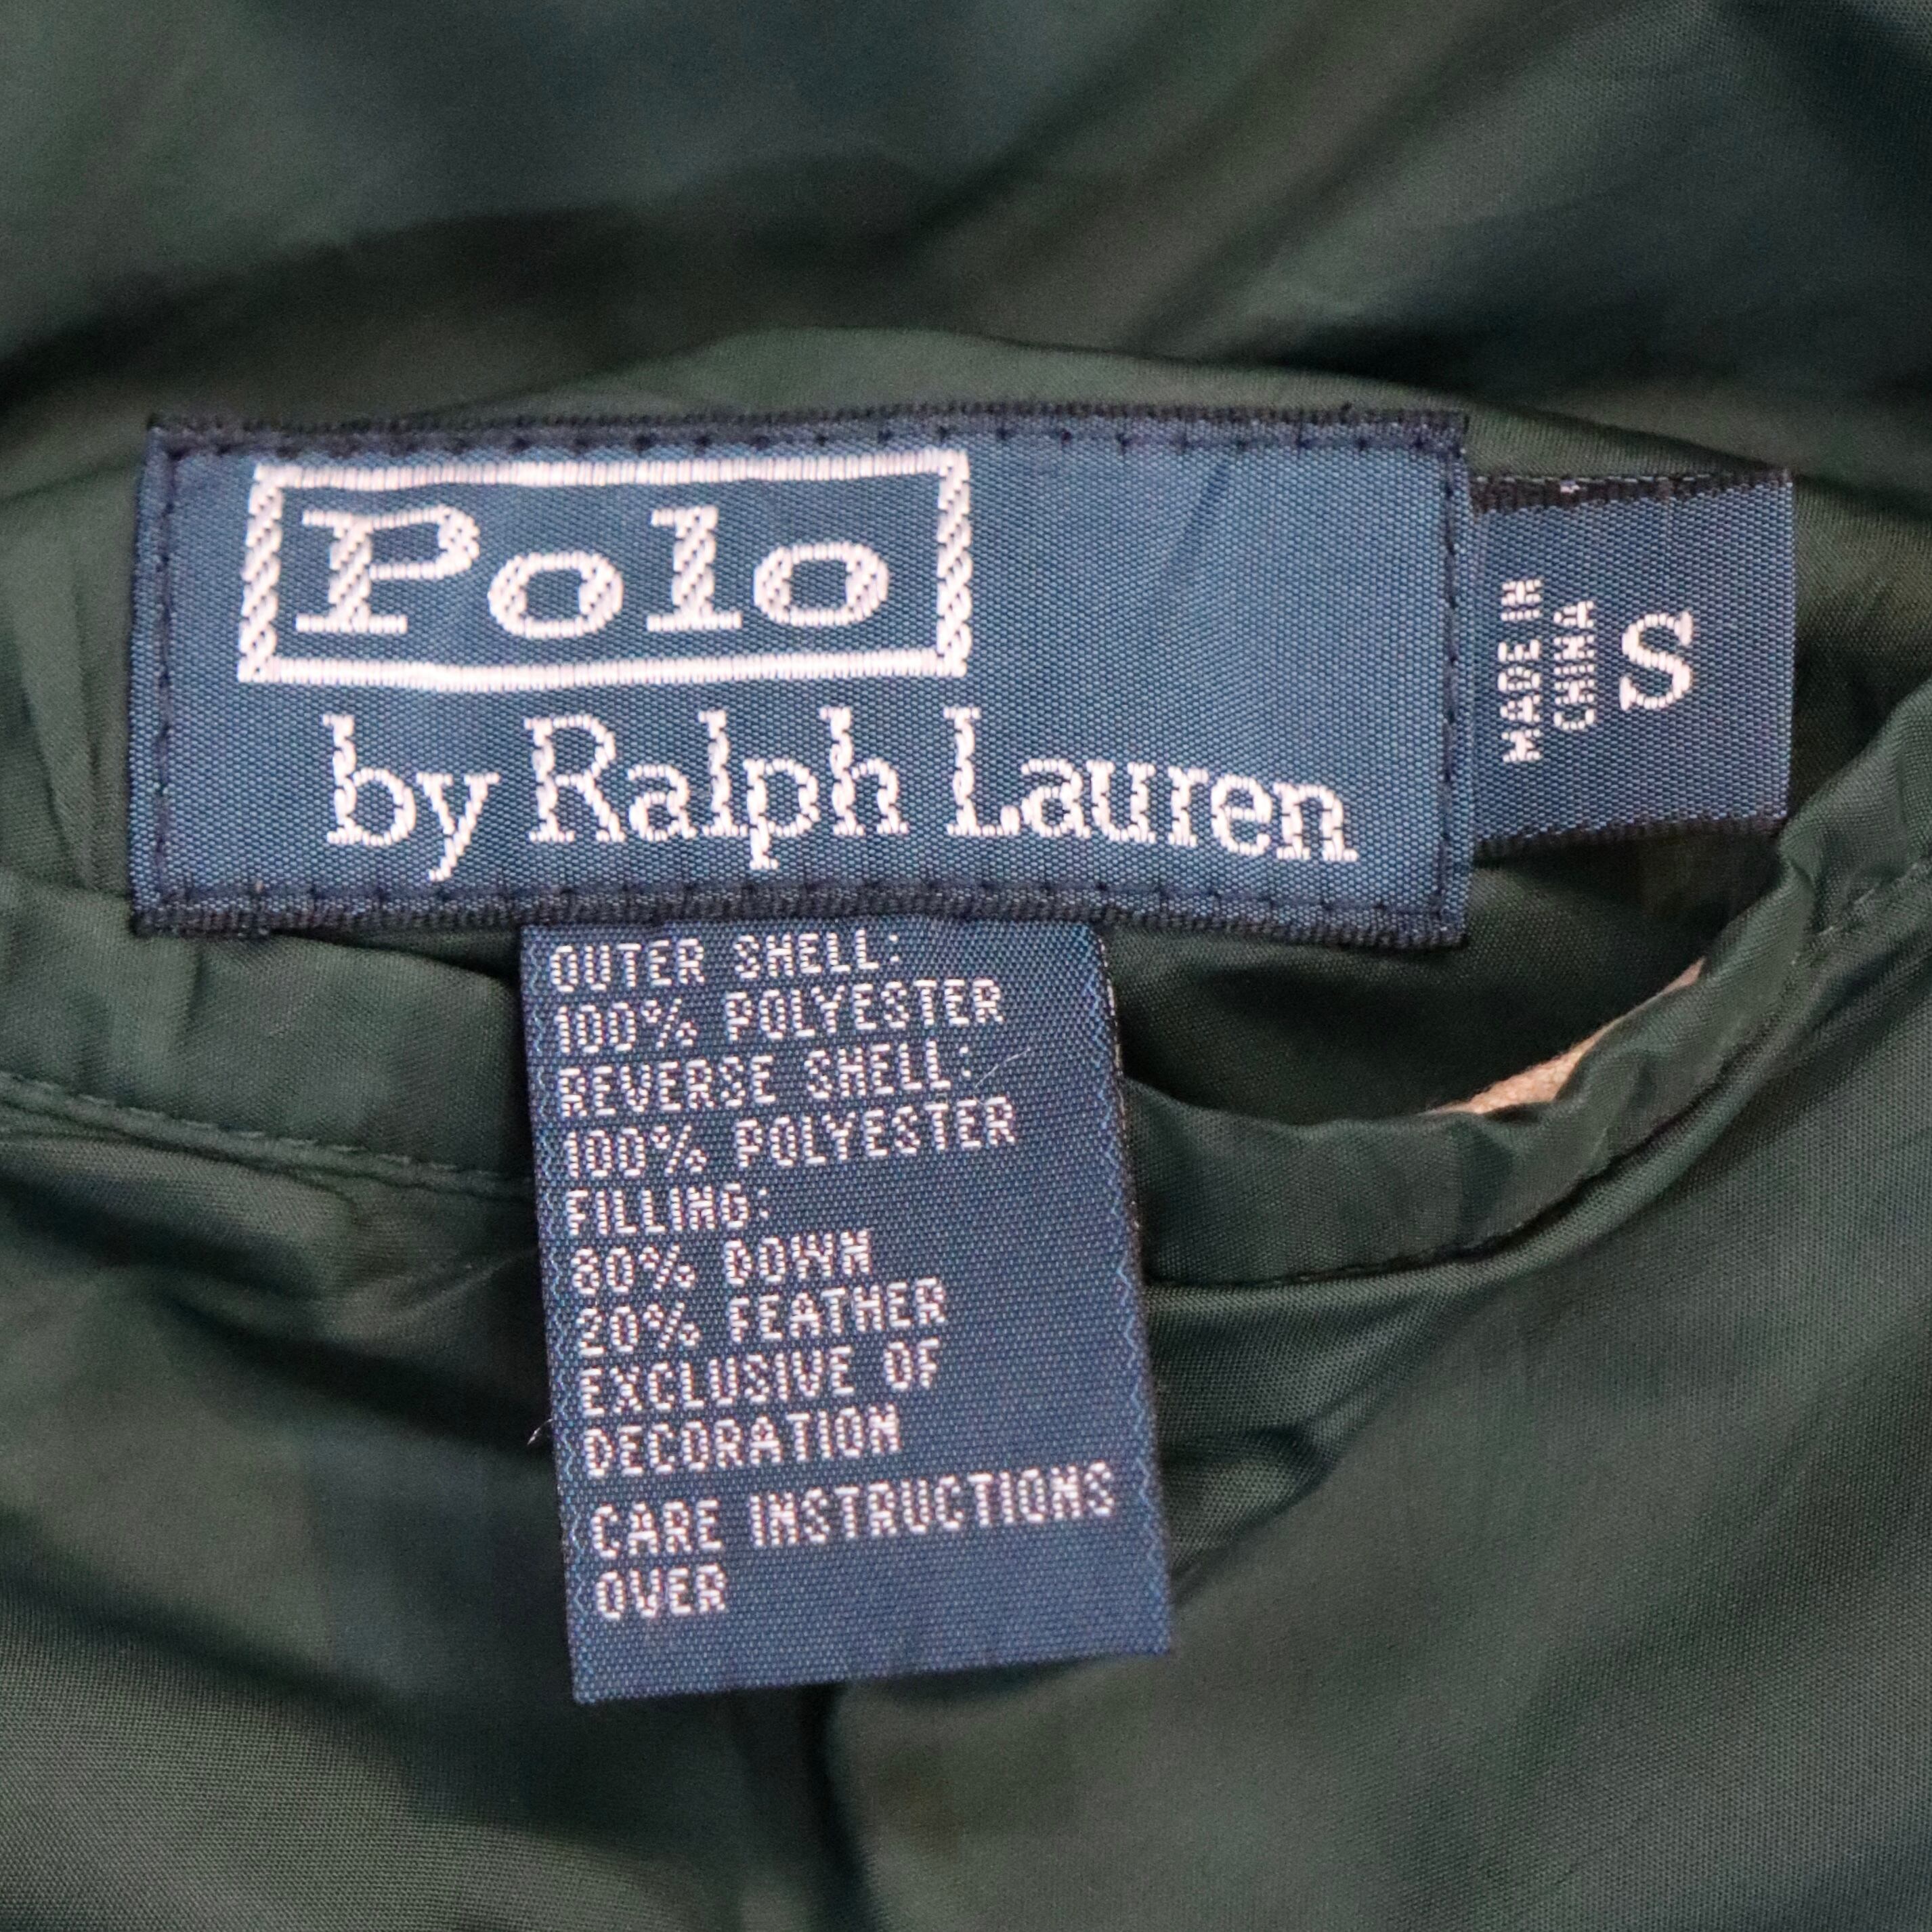 Polo
by Ralph Lauren
MADE IN
CHINA
S
OUTER SHELL:
100% POLYESTER
REVERSE SHELL:
100% POLYESTER
FILLING:
80% DOWN
20% FEATHER
EXCLUSIVE OF
DECORATION
CARE INSTRUCTIONS
OVER